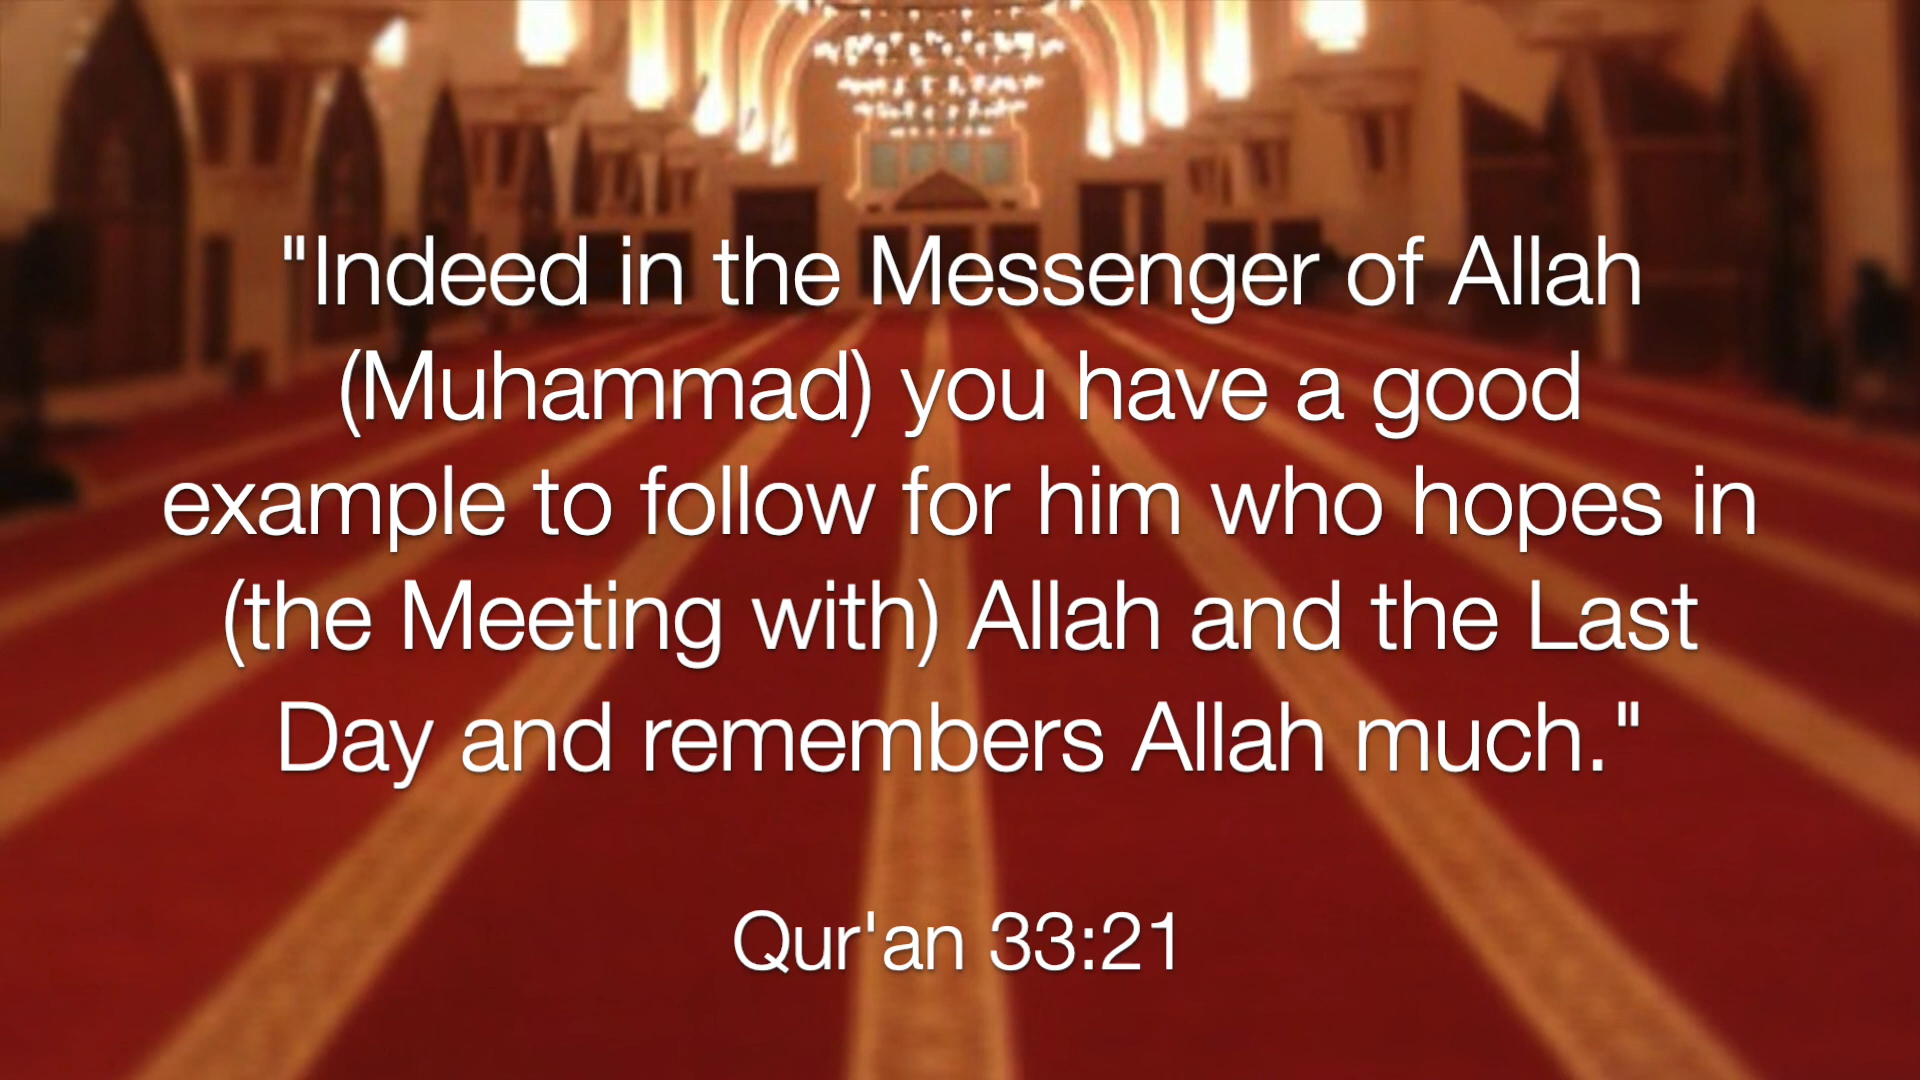 "Indeed in the Messenger of Allah
(Muhammad) you have a good
example to follow for him who hopes in
(the Meeting with) Allah and the Last
Day and remembers Allah much."
Qur'an 33:21